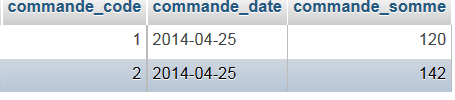 commande_code commande_date commande_somme
1 2014-04-25 120
2 2014-04-25 142